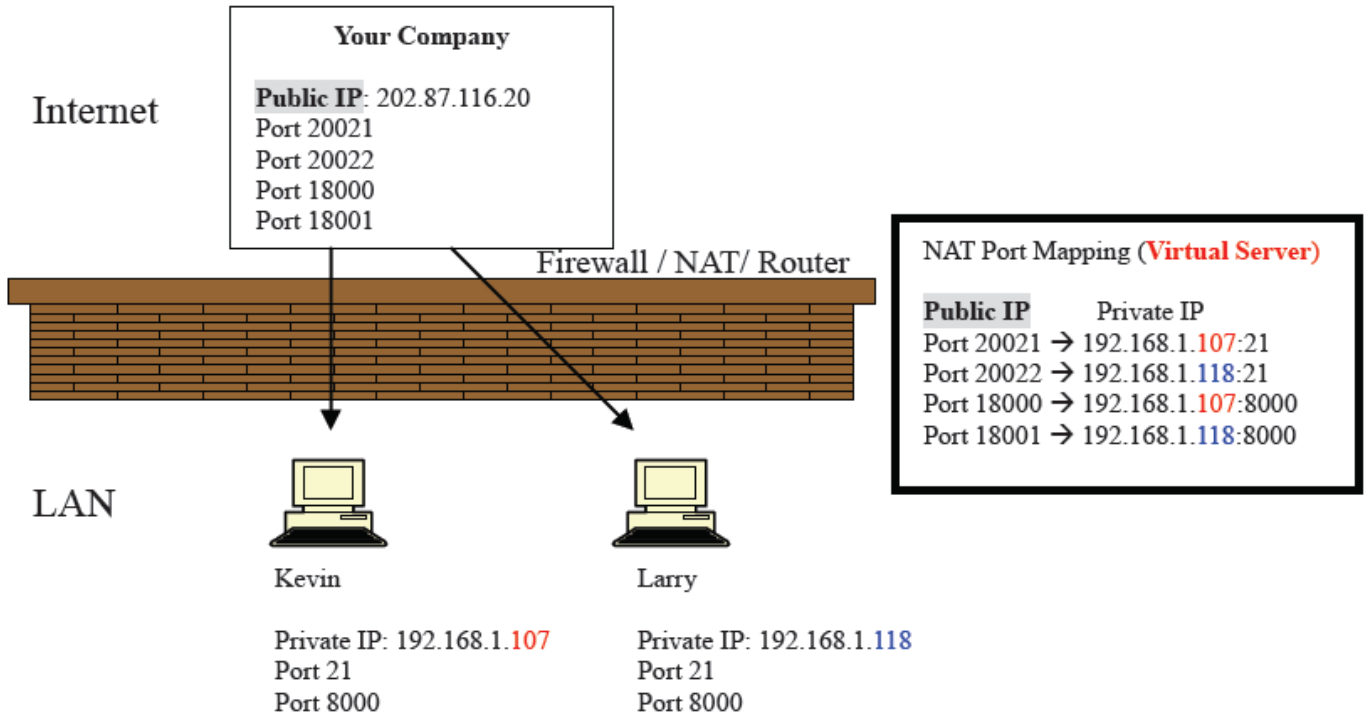 Your Company
Internet
Public IP: 202.87.116.20
Port 20021
Port 20022
Port 18000
Port 18001
Firewall / NAT/ Router
NAT Port Mapping (Virtual Server)
Public IP Private IP
Port 20021 → 192.168.1.107:21
Port 20022 → 192.168.1.118:21
Port 18000 → 192.168.1.107:8000
Port 18001 → 192.168.1.118:8000
LAN
Kevin
Private IP: 192.168.1.107
Port 21
Port 8000
Larry
Private IP: 192.168.1.118
Port 21
Port 8000